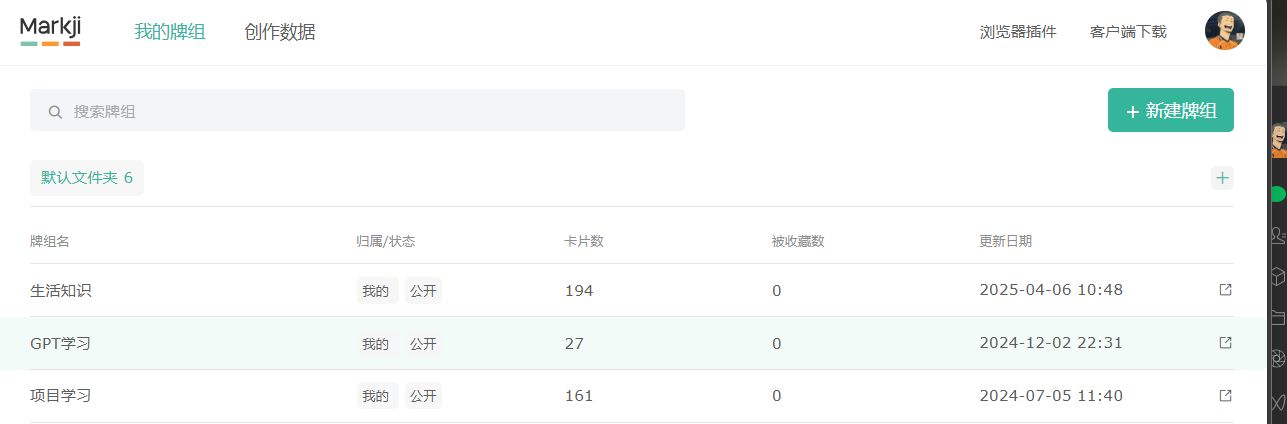 Markji 我的牌组 创作数据 浏览器插件 客户端下载
搜索牌组 + 新建牌组
默认文件夹 6 +
牌组名 归属/状态 卡片数 被收藏数 更新日期
生活知识 我的 公开 194 0 2025-04-06 10:48
GPT学习 我的 公开 27 0 2024-12-02 22:31
项目学习 我的 公开 161 0 2024-07-05 11:40